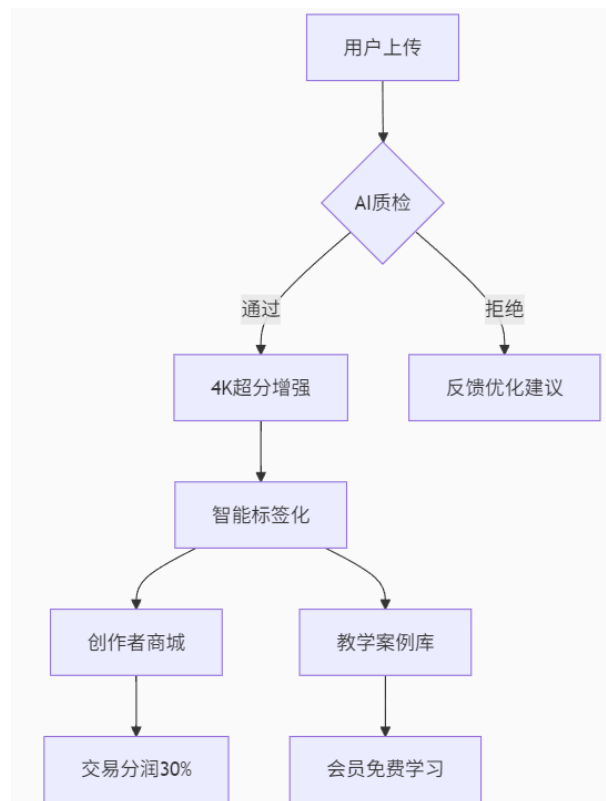 用户上传
AI质检
通过
拒绝
4K超分增强
反馈优化建议
智能标签化
创作者商城
教学案例库
交易分润30%
会员免费学习